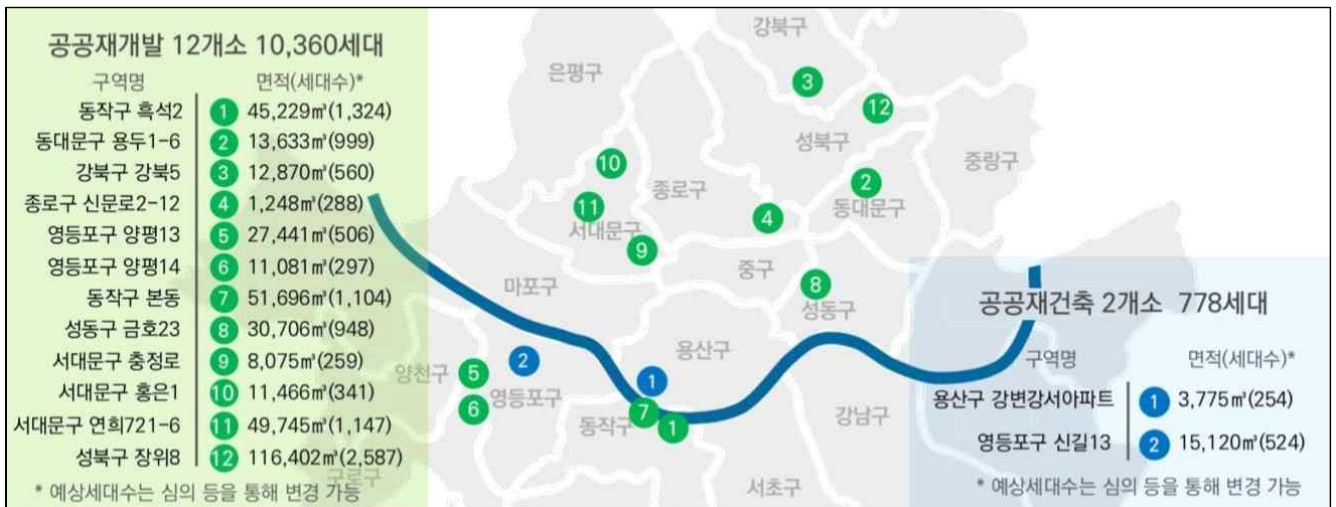 공공재개발 12개소 10,360세대
구역명 면적(세대수)*
동작구 흑석2 1 45,229㎡(1,324)
동대문구 용두1-6 2 13,633㎡(999)
강북구 강북5 3 12,870㎡(560)
종로구 신문로2-12 4 1,248㎡(288)
영등포구 양평13 5 27,441㎡(506)
영등포구 양평14 6 11,081㎡(297)
동작구 본동 7 51,696㎡(1,104)
성동구 금호23 8 30,706㎡(948)
서대문구 충정로 9 8,075㎡(259)
서대문구 홍은1 10 11,466㎡(341)
서대문구 연희721-6 11 49,745㎡(1,147)
성북구 장위8 12 116,402㎡(2,587)
구로구
* 예상세대수는 심의 등을 통해 변경 가능
강북구
은평구
3
12
성북구
중랑구
10
종로구
2
동대문구
11
서대문구
4
9
중구
8
성동구
마포구
용산구
양천구
5
2
영등포구
6
1
7
동작구
1
강남구
서초구
공공재건축 2개소 778세대
구역명 면적(세대수)*
용산구 강변강서아파트 1 3,775㎡(254)
영등포구 신길13 2 15,120㎡(524)
* 예상세대수는 심의 등을 통해 변경 가능